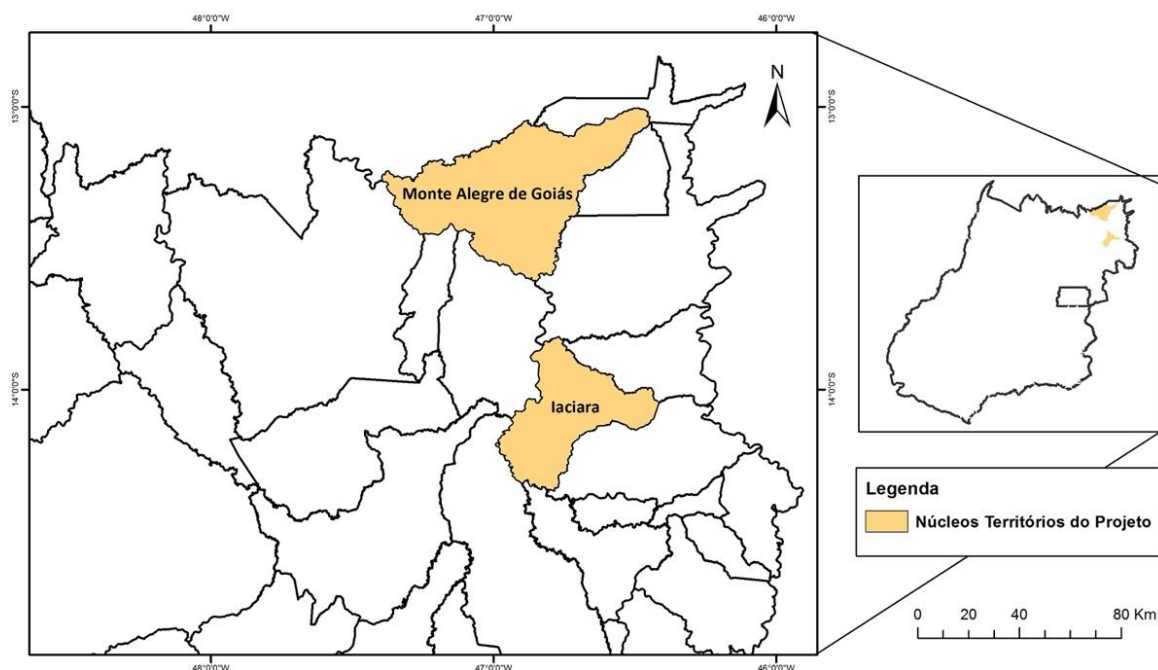 48°0'0"W
47°0'0"W
46°0'0"W
13°0'0"S
13°0'0"S
N
Monte Alegre de Goiás
Iaciara
14°0'0"S
14°0'0"S
Legenda
Núcleos Territórios do Projeto
0 20 40 80 Km
48°0'0"W
47°0'0"W
46°0'0"W